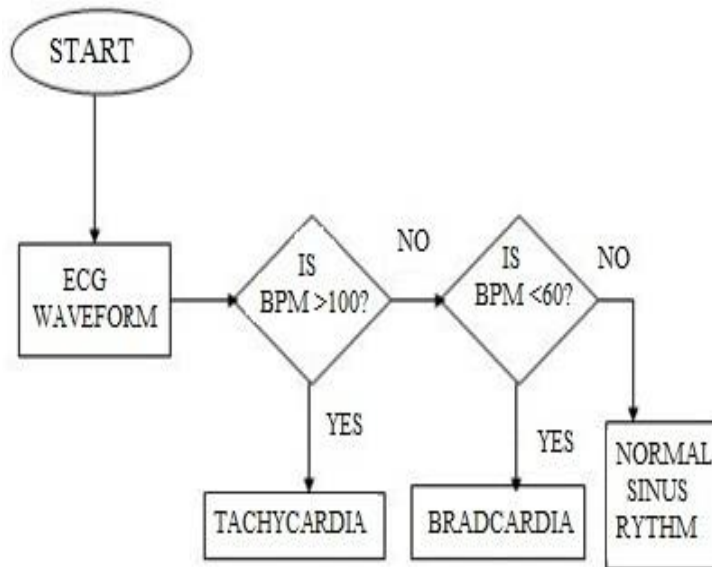 START
ECG
WAVEFORM
IS
BPM >100?
NO
IS
BPM <60?
NO
YES
YES
TACHYCARDIA
BRADCARDIA
NORMAL
SINUS
RYTHM